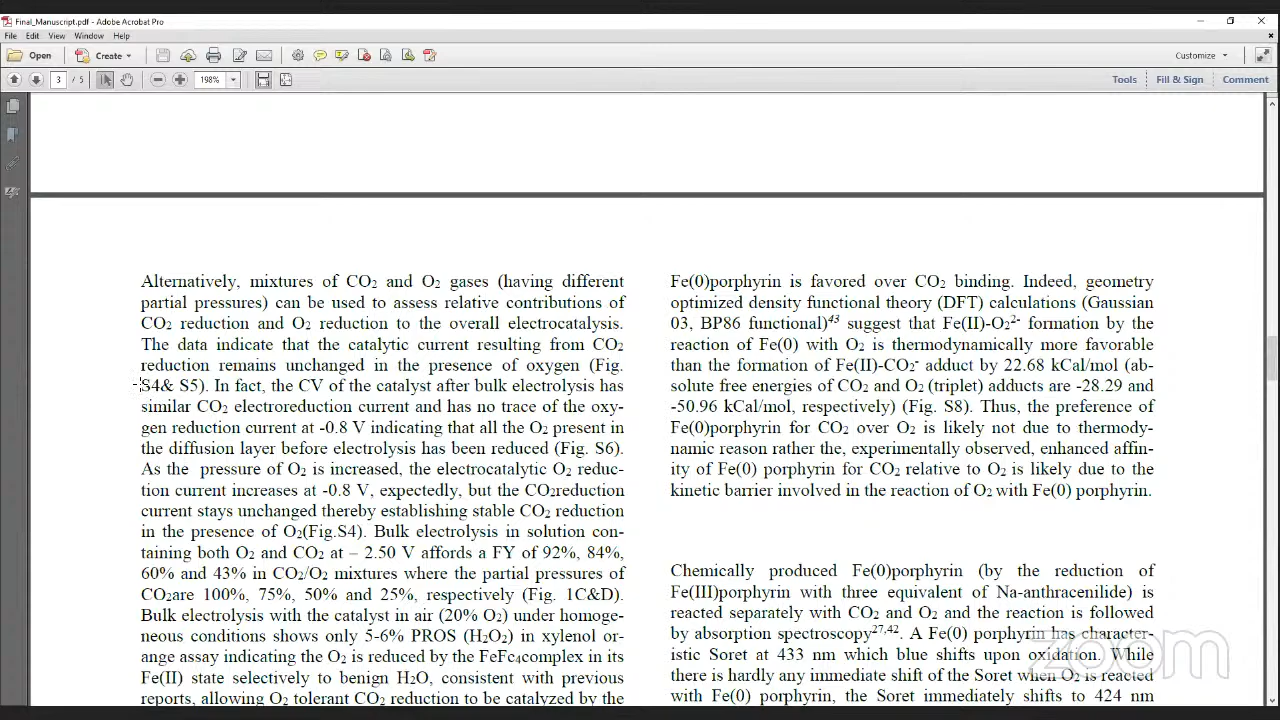 Final_Manuscript.pdf - Adobe Acrobat Pro
File Edit View Window Help
Open Create Customize
3 / 5 198% Tools Fill & Sign Comment
Alternatively, mixtures of CO2 and O2 gases (having different
partial pressures) can be used to assess relative contributions of
CO2 reduction and O2 reduction to the overall electrocatalysis.
The data indicate that the catalytic current resulting from CO2
reduction remains unchanged in the presence of oxygen (Fig.
S4& S5). In fact, the CV of the catalyst after bulk electrolysis has
similar CO2 electroreduction current and has no trace of the oxy-
gen reduction current at -0.8 V indicating that all the O2 present in
the diffusion layer before electrolysis has been reduced (Fig. S6).
As the pressure of O2 is increased, the electrocatalytic O2 reduc-
tion current increases at -0.8 V, expectedly, but the CO2reduction
current stays unchanged thereby establishing stable CO2 reduction
in the presence of O2(Fig.S4). Bulk electrolysis in solution con-
taining both O2 and CO2 at – 2.50 V affords a FY of 92%, 84%,
60% and 43% in CO2/O2 mixtures where the partial pressures of
CO2are 100%, 75%, 50% and 25%, respectively (Fig. 1C&D).
Bulk electrolysis with the catalyst in air (20% O2) under homoge-
neous conditions shows only 5-6% PROS (H2O2) in xylenol or-
ange assay indicating the O2 is reduced by the FeFc4complex in its
Fe(II) state selectively to benign H2O, consistent with previous
reports, allowing O2 tolerant CO2 reduction to be catalyzed by the
Fe(0)porphyrin is favored over CO2 binding. Indeed, geometry
optimized density functional theory (DFT) calculations (Gaussian
03, BP86 functional)43 suggest that Fe(II)-O22- formation by the
reaction of Fe(0) with O2 is thermodynamically more favorable
than the formation of Fe(II)-CO2- adduct by 22.68 kCal/mol (ab-
solute free energies of CO2 and O2 (triplet) adducts are -28.29 and
-50.96 kCal/mol, respectively) (Fig. S8). Thus, the preference of
Fe(0)porphyrin for CO2 over O2 is likely not due to thermody-
namic reason rather the, experimentally observed, enhanced affin-
ity of Fe(0) porphyrin for CO2 relative to O2 is likely due to the
kinetic barrier involved in the reaction of O2 with Fe(0) porphyrin.
Chemically produced Fe(0)porphyrin (by the reduction of
Fe(III)porphyrin with three equivalent of Na-anthracenilide) is
reacted separately with CO2 and O2 and the reaction is followed
by absorption spectroscopy27,42. A Fe(0) porphyrin has character-
istic Soret at 433 nm which blue shifts upon oxidation. While
there is hardly any immediate shift of the Soret when O2 is reacted
with Fe(0) porphyrin, the Soret immediately shifts to 424 nm
zoom